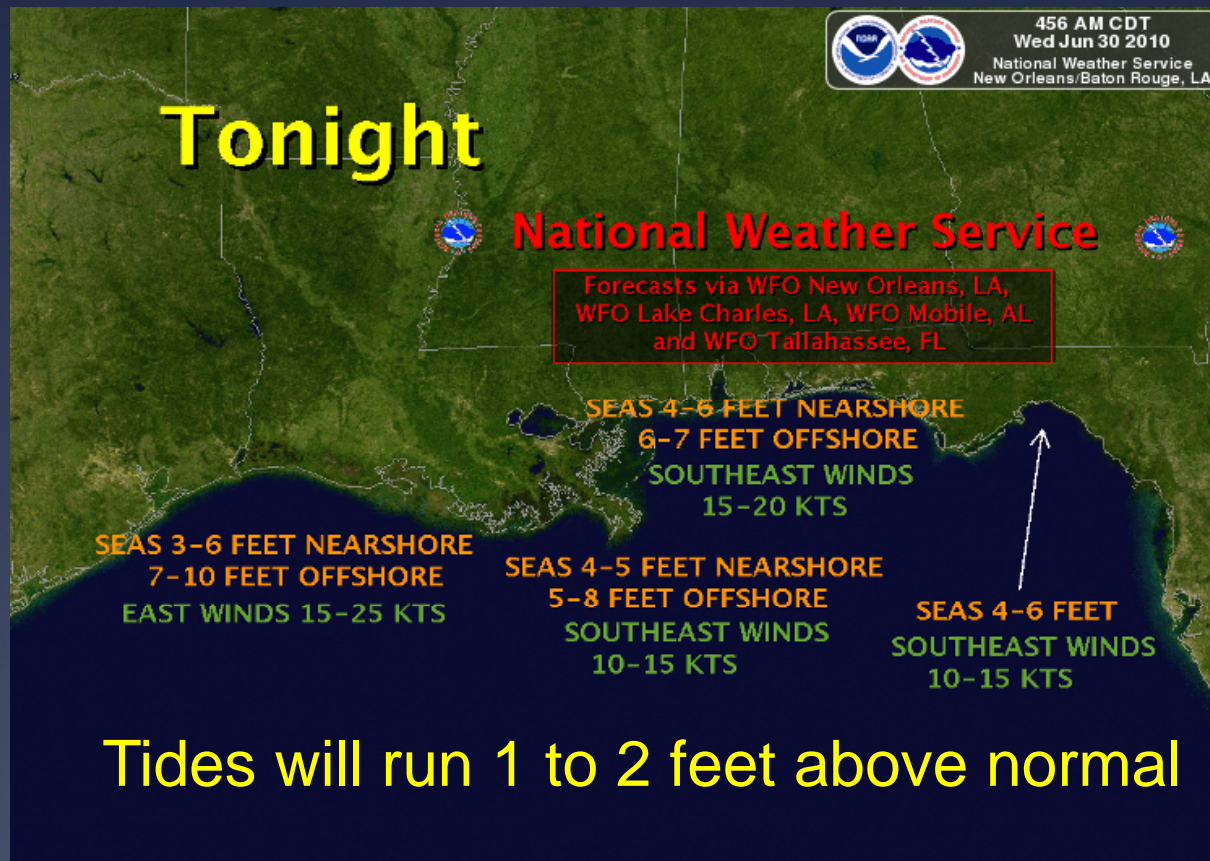 456 AM CDT
Wed Jun 30 2010
National Weather Service
New Orleans/Baton Rouge, LA
NOAA
Tonight
National Weather Service
Forecasts via WFO New Orleans, LA,
WFO Lake Charles, LA, WFO Mobile, AL
and WFO Tallahassee, FL
SEAS 4-6 FEET NEARSHORE
6-7 FEET OFFSHORE
SOUTHEAST WINDS
15-20 KTS
SEAS 3-6 FEET NEARSHORE
7-10 FEET OFFSHORE
EAST WINDS 15-25 KTS
SEAS 4-5 FEET NEARSHORE
5-8 FEET OFFSHORE
SOUTHEAST WINDS
10-15 KTS
SEAS 4-6 FEET
SOUTHEAST WINDS
10-15 KTS
Tides will run 1 to 2 feet above normal